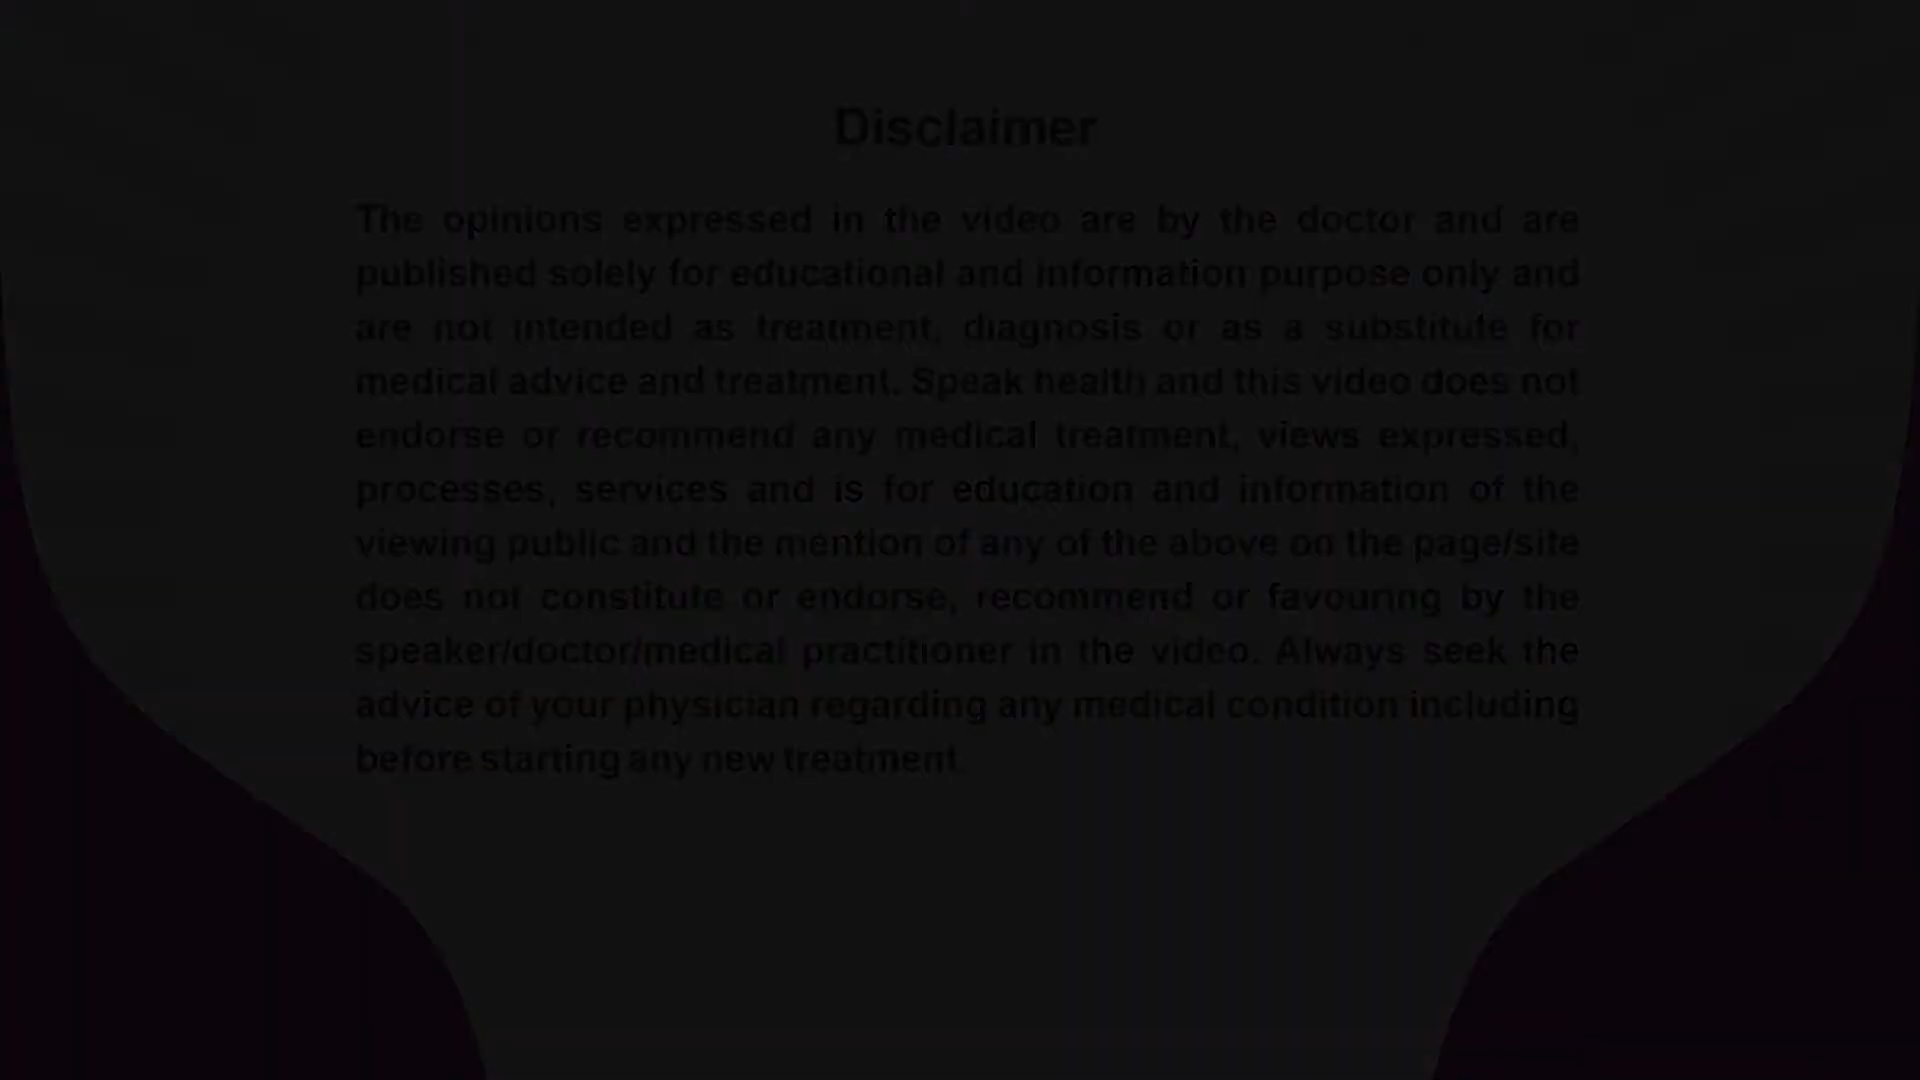 Disclaimer
The opinions expressed in the video are by the doctor and are
published solely for educational and information purpose only and
are not intended as treatment, diagnosis or as a substitute for
medical advice and treatment. Speak health and this video does not
endorse or recommend any medical treatment, views expressed,
processes, services and is for education and information of the
viewing public and the mention of any of the above on the page/site
does not constitute or endorse, recommend or favouring by the
speaker/doctor/medical practitioner in the video. Always seek the
advice of your physician regarding any medical condition including
before starting any new treatment.